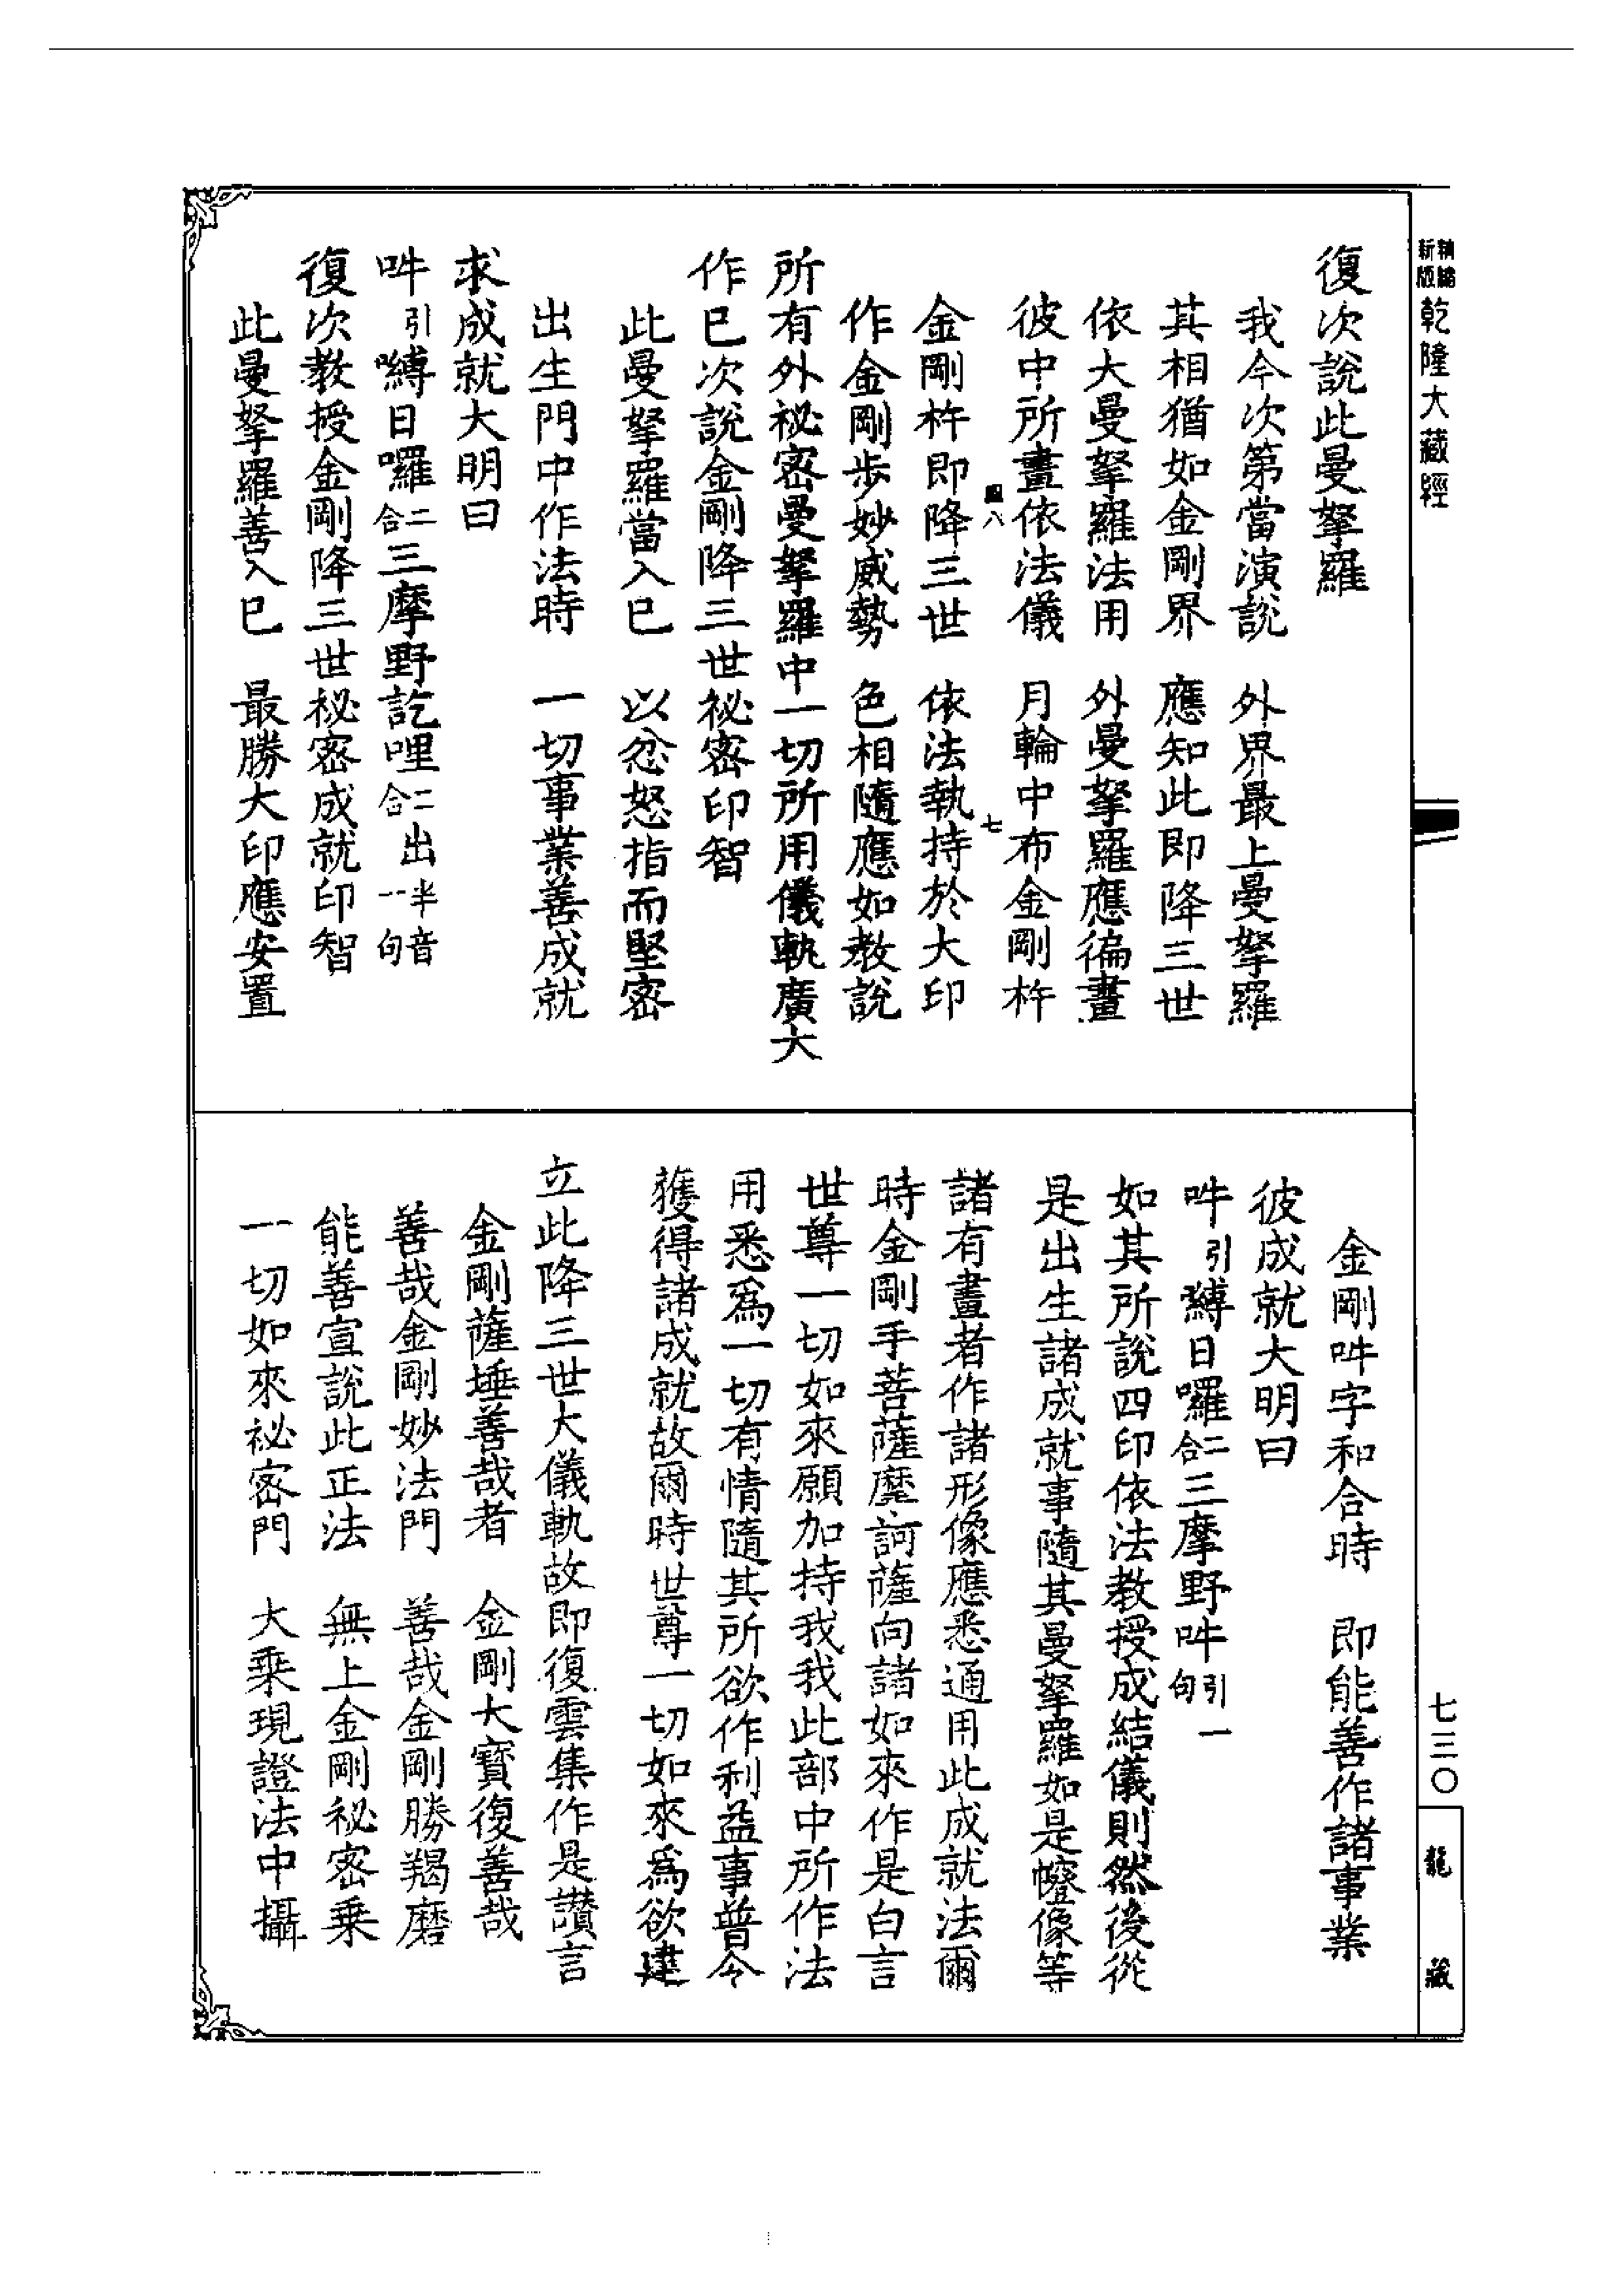 精縮
新版
乾隆大藏經
七三〇
龍藏
復次說此曼拏羅
我今次第當演說　外界最上曼拏羅
其相猶如金剛界　應知此即降三世
依大曼拏羅法用　外曼拏羅應徧畫
彼中所畫依法儀　月輪中布金剛杵
八　七
金剛杵即降三世　依法執持於大印
作金剛步妙威勢　色相隨應如教說
所有外祕密曼拏羅中一切所用儀軌廣大
作已次說金剛降三世祕密印智
此曼拏羅當入已　以忿怒指而堅密
出生門中作法時　一切事業善成就
求成就大明曰
吽引嚩日囉二合三摩野訖哩二合出半音一句
復次教授金剛降三世祕密成就印智
此曼拏羅善入已　最勝大印應安置
金剛吽字和合時　即能善作諸事業
彼成就大明曰
吽引嚩日囉二合三摩野吽引一句
如其所說四印依法教授成結儀則然後從
是出生諸成就事隨其曼拏羅如是㡧像等
諸有畫者作諸形像應悉通用此成就法爾
時金剛手菩薩摩訶薩向諸如來作是白言
世尊一切如來願加持我我此部中所作法
用悉為一切有情隨其所欲作利益事普令
獲得諸成就故爾時世尊一切如來為欲建
立此降三世大儀軌故即復雲集作是讚言
金剛薩埵善哉者　金剛大寶復善哉
善哉金剛妙法門　善哉金剛勝羯磨
能善宣說此正法　無上金剛祕密乘
一切如來祕密門　大乘現證法中攝